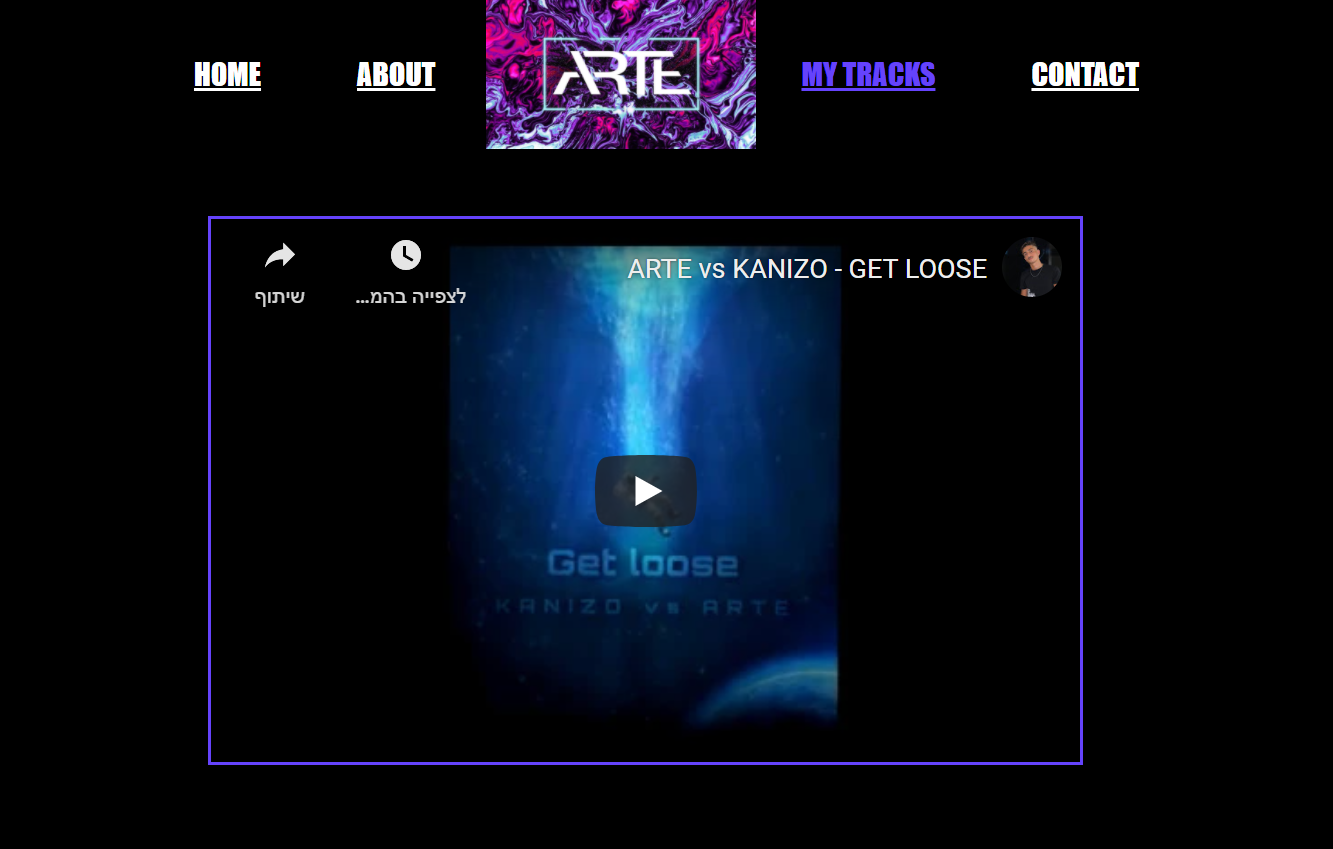 HOME
ABOUT
ARTE
MY TRACKS
CONTACT
ARTE vs KANIZO - GET LOOSE
שיתוף
לצפייה בהמ...
Get loose
KANIZO vs ARTE